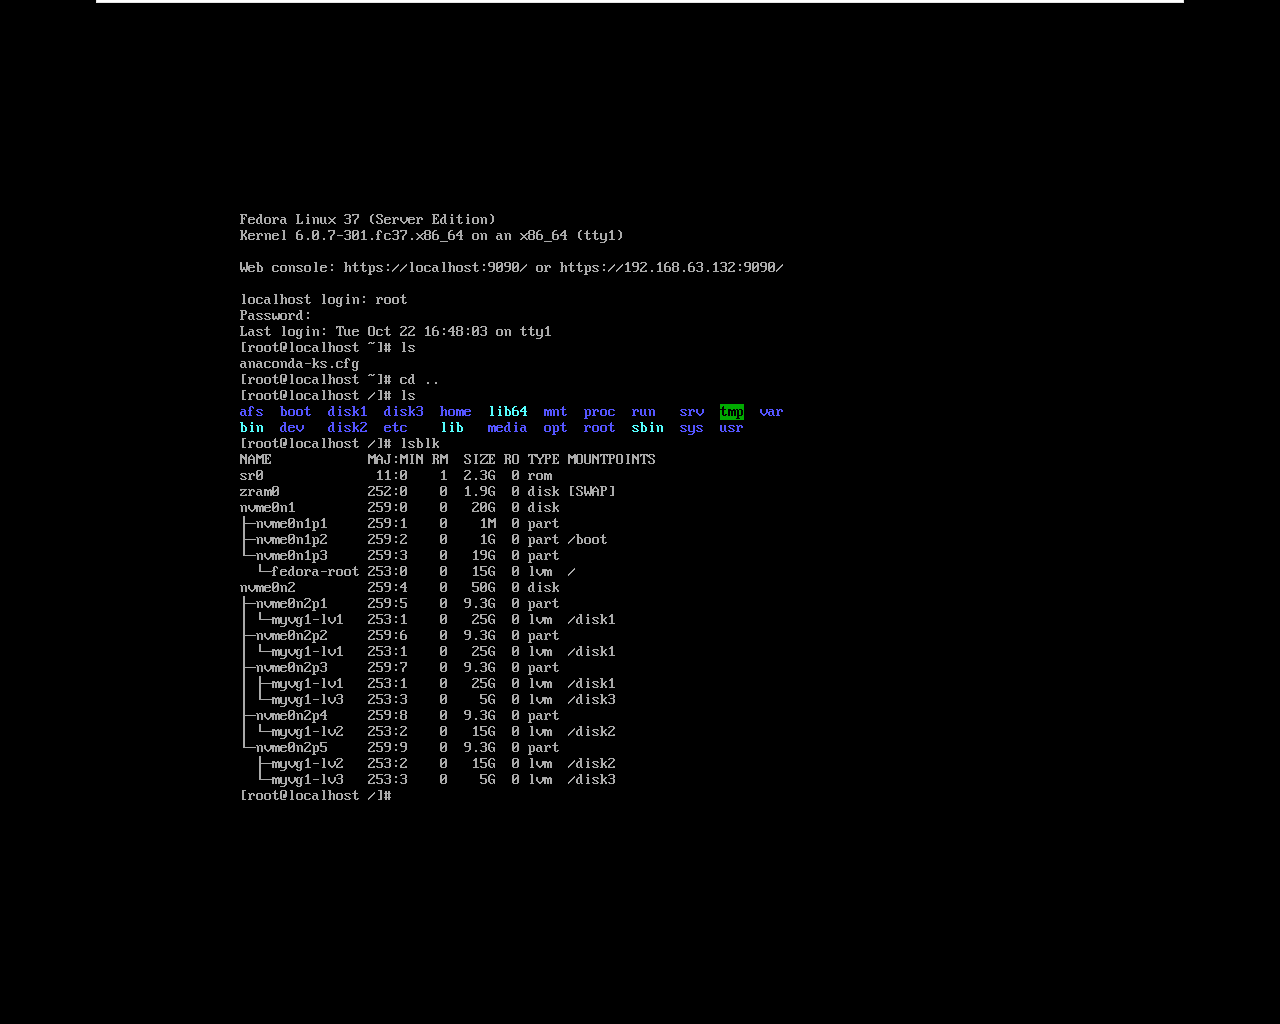 Fedora Linux 37 (Server Edition)
Kernel 6.0.7-301.fc37.x86_64 on an x86_64 (tty1)
Web console: https://localhost:9090/ or https://192.168.63.132:9090/
localhost login: root
Password:
Last login: Tue Oct 22 16:48:03 on tty1
[root@localhost ~]# ls
anaconda-ks.cfg
[root@localhost ~]# cd ..
[root@localhost /]# ls
afs  boot  disk1  disk3  home  lib64  mnt  proc  run   srv  tmp  var
bin  dev   disk2  etc    lib   media  opt  root  sbin  sys  usr
[root@localhost /]# lsblk
NAME            MAJ:MIN RM  SIZE RO TYPE MOUNTPOINTS
sr0              11:0    1  2.3G  0 rom
zram0           252:0    0  1.9G  0 disk [SWAP]
nvme0n1         259:0    0   20G  0 disk
├─nvme0n1p1     259:1    0    1M  0 part
├─nvme0n1p2     259:2    0    1G  0 part /boot
└─nvme0n1p3     259:3    0   19G  0 part
  └─fedora-root 253:0    0   15G  0 lvm  /
nvme0n2         259:4    0   50G  0 disk
├─nvme0n2p1     259:5    0  9.3G  0 part
│ └─myvg1-lv1   253:1    0   25G  0 lvm  /disk1
├─nvme0n2p2     259:6    0  9.3G  0 part
│ └─myvg1-lv1   253:1    0   25G  0 lvm  /disk1
├─nvme0n2p3     259:7    0  9.3G  0 part
│ ├─myvg1-lv1   253:1    0   25G  0 lvm  /disk1
│ └─myvg1-lv3   253:3    0    5G  0 lvm  /disk3
├─nvme0n2p4     259:8    0  9.3G  0 part
│ └─myvg1-lv2   253:2    0   15G  0 lvm  /disk2
└─nvme0n2p5     259:9    0  9.3G  0 part
  ├─myvg1-lv2   253:2    0   15G  0 lvm  /disk2
  └─myvg1-lv3   253:3    0    5G  0 lvm  /disk3
[root@localhost /]#